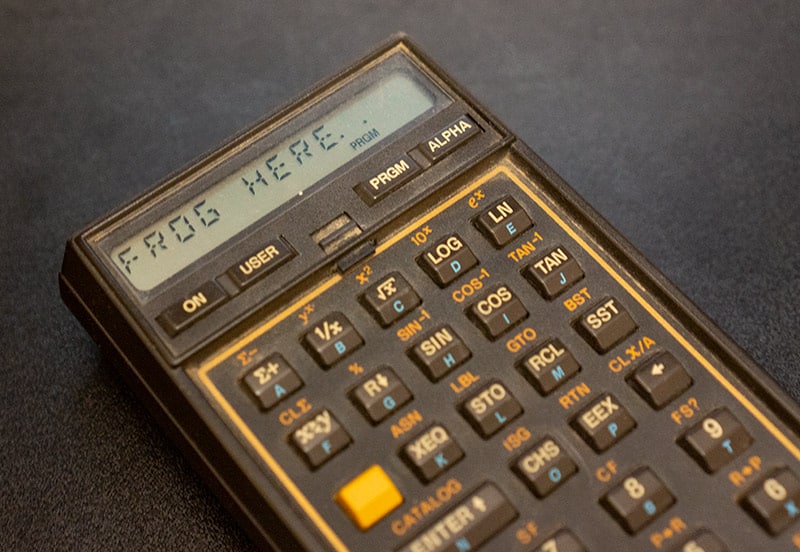 FROG HERE. .
PRGM
ON USER PRGM ALPHA
Σ− yˣ x² 10ˣ eˣ
Σ+ 1/x √x LOG LN
A B C D E
CLΣ % SIN-1 COS-1 TAN-1
x≷y R↓ SIN COS TAN
F G H I J
ASN LBL GTO BST
XEQ STO RCL SST
K L M
CATALOG ISG RTN CLX/A
ENTER↑ CHS EEX ←
N O P
SF CF FS?
7 8 9
T
P→R R→P
6